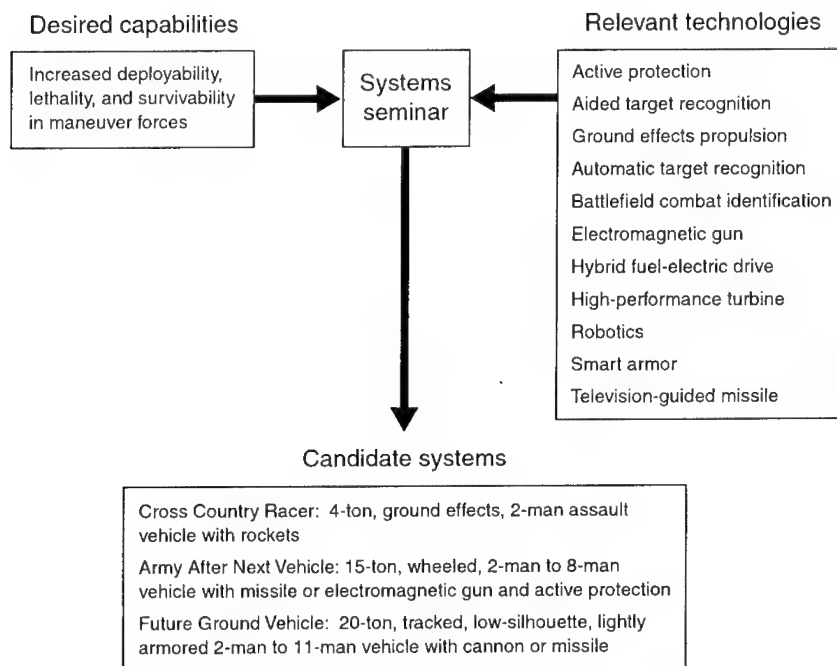 Desired capabilities
Increased deployability,
lethality, and survivability
in maneuver forces
Systems
seminar
Relevant technologies
Active protection
Aided target recognition
Ground effects propulsion
Automatic target recognition
Battlefield combat identification
Electromagnetic gun
Hybrid fuel-electric drive
High-performance turbine
Robotics
Smart armor
Television-guided missile
Candidate systems
Cross Country Racer: 4-ton, ground effects, 2-man assault
vehicle with rockets
Army After Next Vehicle: 15-ton, wheeled, 2-man to 8-man
vehicle with missile or electromagnetic gun and active protection
Future Ground Vehicle: 20-ton, tracked, low-silhouette, lightly
armored 2-man to 11-man vehicle with cannon or missile